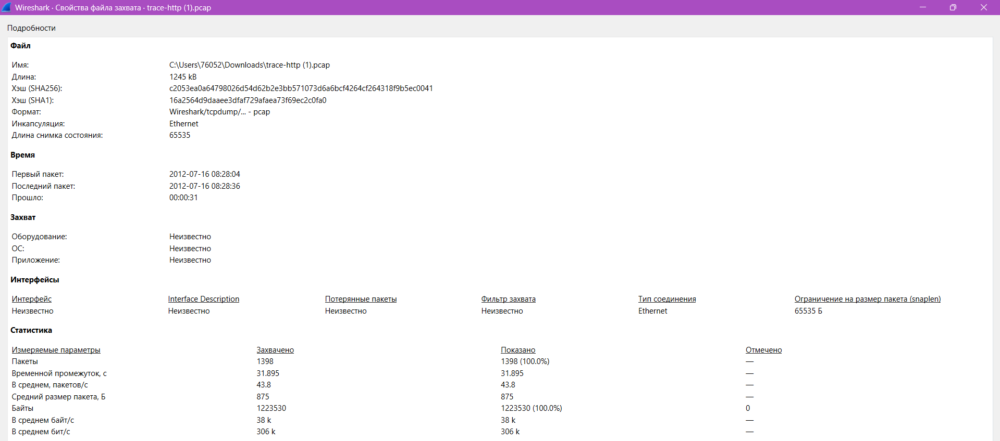 Wireshark · Свойства файла захвата · trace-http (1).pcap
Подробности
Файл
Имя: C:\Users\76052\Downloads\trace-http (1).pcap
Длина: 1245 kB
Хэш (SHA256): c2053ea0a64798026d54d62b2e3bb571073d6a6bcf4264cf264318f9b5ec0041
Хэш (SHA1): 16a2564d9daaee3dfaf729afaea73f69ec2c0fa0
Формат: Wireshark/tcpdump/... - pcap
Инкапсуляция: Ethernet
Длина снимка состояния: 65535
Время
Первый пакет: 2012-07-16 08:28:04
Последний пакет: 2012-07-16 08:28:36
Прошло: 00:00:31
Захват
Оборудование: Неизвестно
ОС: Неизвестно
Приложение: Неизвестно
Интерфейсы
Интерфейс Interface Description Потерянные пакеты Фильтр захвата Тип соединения Ограничение на размер пакета (snaplen)
Неизвестно Неизвестно Неизвестно Неизвестно Ethernet 65535 Б
Статистика
Измеряемые параметры Захвачено Показано Отмечено
Пакеты 1398 1398 (100.0%) —
Временной промежуток, с 31.895 31.895 —
В среднем, пакетов/с 43.8 43.8 —
Средний размер пакета, Б 875 875 —
Байты 1223530 1223530 (100.0%) 0
В среднем байт/с 38 k 38 k —
В среднем бит/с 306 k 306 k —